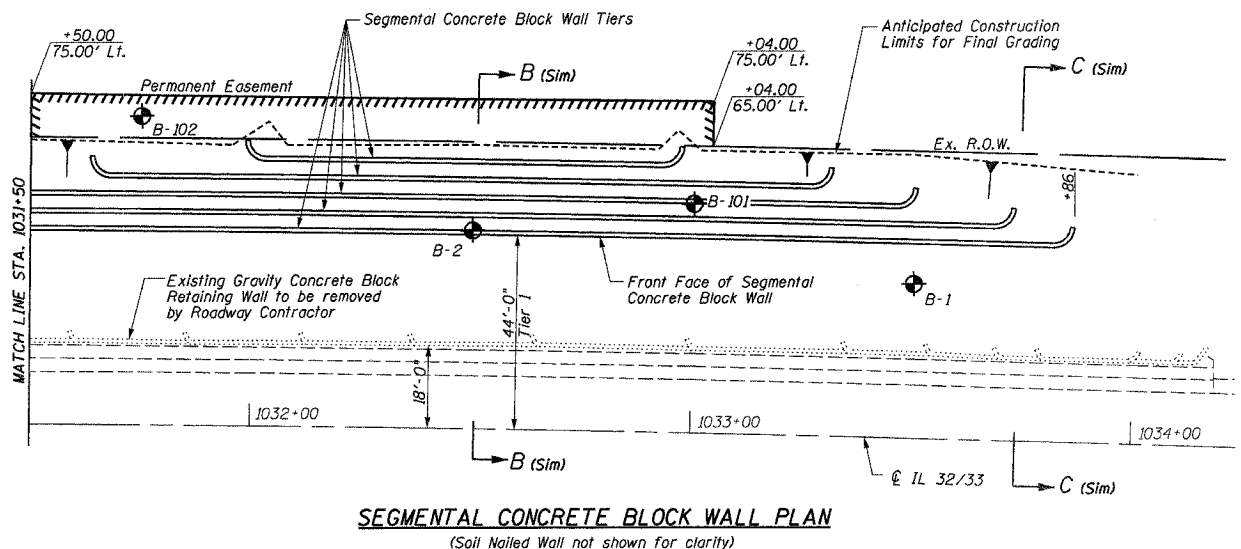 Segmental Concrete Block Wall Tiers
Anticipated Construction
Limits for Final Grading
+50.00
75.00' Lt.
+04.00
75.00' Lt.
B (Sim)
C (Sim)
Permanent Easement
+04.00
65.00' Lt.
B-102
Ex. R.O.W.
+86
B-101
B-2
Existing Gravity Concrete Block
Retaining Wall to be removed
by Roadway Contractor
Front Face of Segmental
Concrete Block Wall
B-1
44'-0"
Tier 1
18'-0"
MATCH LINE STA. 1031+50
1032+00
1033+00
1034+00
B (Sim)
℄ IL 32/33
C (Sim)
SEGMENTAL CONCRETE BLOCK WALL PLAN
(Soil Nailed Wall not shown for clarity)